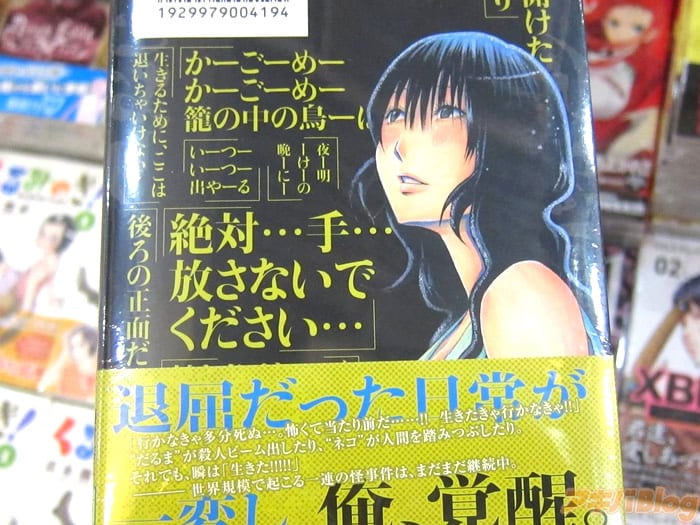 1929979004194
開けた
かーごーめー
かーごーめー
籠の中の鳥ーは
生きるために、ここは
退いちゃいけない
夜ー明
ーけーの
晩ーにー
いーつー
いーつー
出やーる
絶対…手…
放さないで
ください…
後ろの正面だ
退屈だった日常が
「行かなきゃ多分死ぬ…。怖くて当たり前だ……!! 生きたきゃ行かなきゃ!!」
“だるま”が殺人ビーム出したり、“ネコ”が人間を踏みつぶしたり。
それでも、瞬は「生きた!!!!!」
――世界規模で起こる一連の怪事件は、まだまだ継続中。
一変し
俺、覚醒。
02
XB
アキバBlog